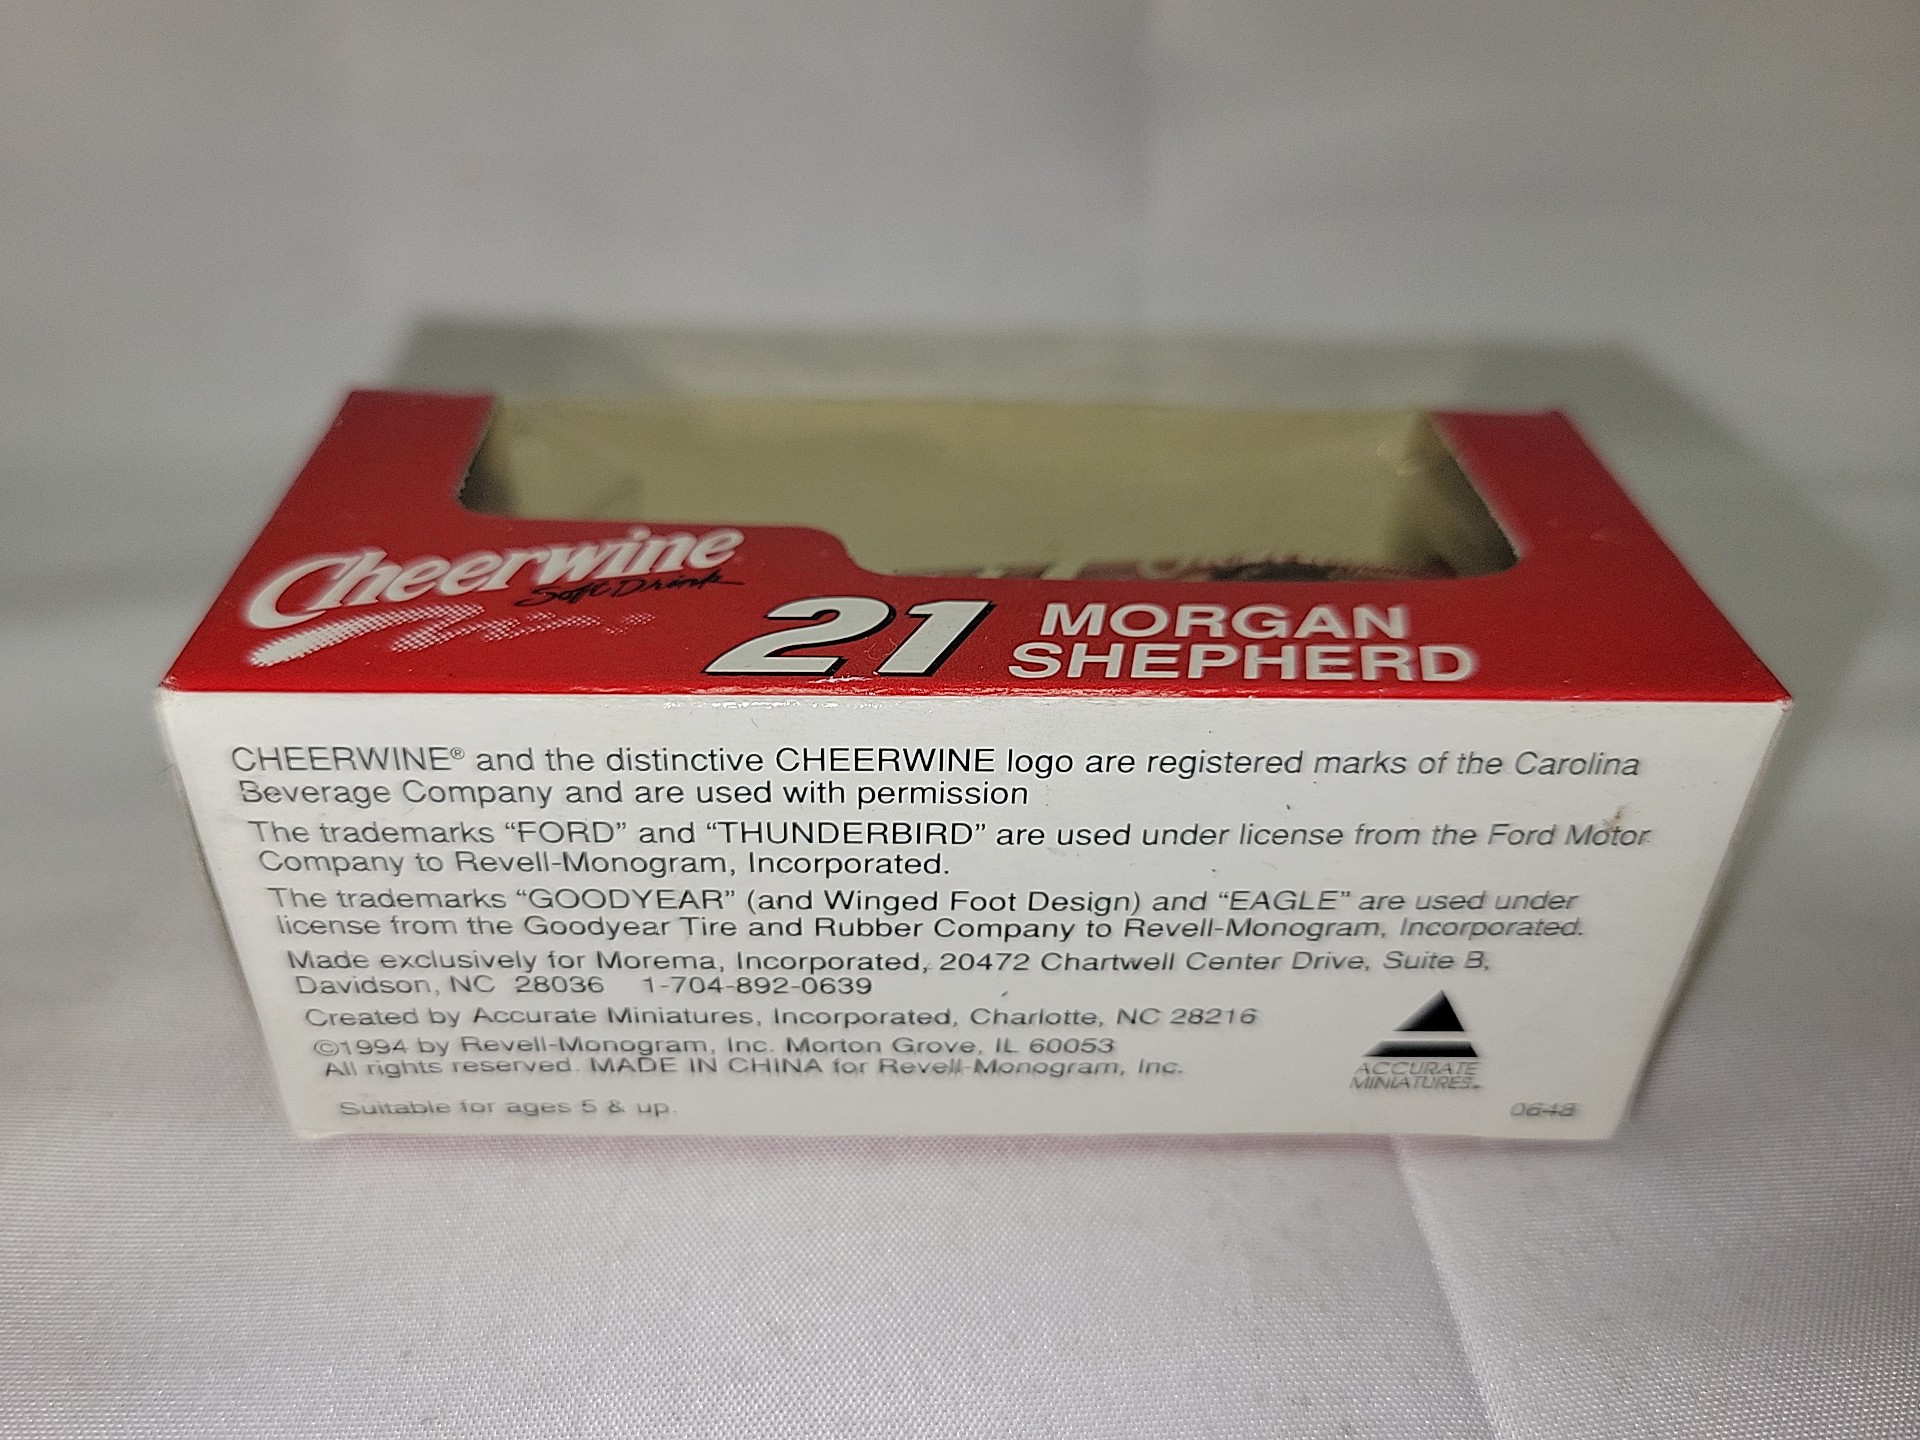 Cheerwine
Soft Drink
21
MORGAN
SHEPHERD
CHEERWINE® and the distinctive CHEERWINE logo are registered marks of the Carolina
Beverage Company and are used with permission
The trademarks “FORD” and “THUNDERBIRD” are used under license from the Ford Motor
Company to Revell-Monogram, Incorporated.
The trademarks “GOODYEAR” (and Winged Foot Design) and “EAGLE” are used under
license from the Goodyear Tire and Rubber Company to Revell-Monogram, Incorporated.
Made exclusively for Morema, Incorporated, 20472 Chartwell Center Drive, Suite B,
Davidson, NC 28036 1-704-892-0639
Created by Accurate Miniatures, Incorporated, Charlotte, NC 28216
©1994 by Revell-Monogram, Inc. Morton Grove, IL 60053
All rights reserved. MADE IN CHINA for Revell-Monogram, Inc.
Suitable for ages 5 & up.
ACCURATE
MINIATURES
0648